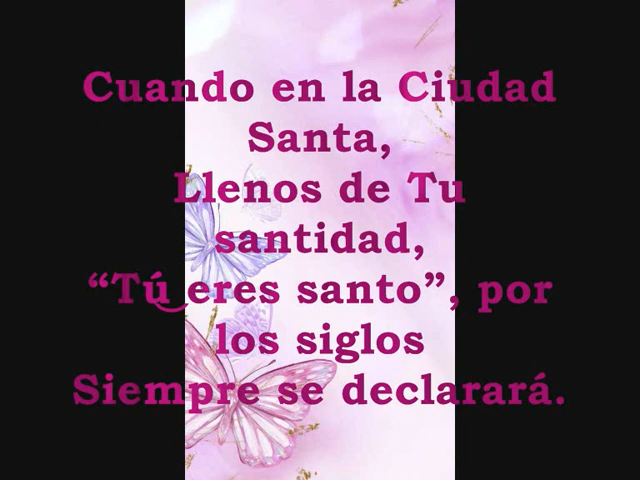 Cuando en la Ciudad
Santa,
Llenos de Tu
santidad,
“Tú eres santo”, por
los siglos
Siempre se declarará.